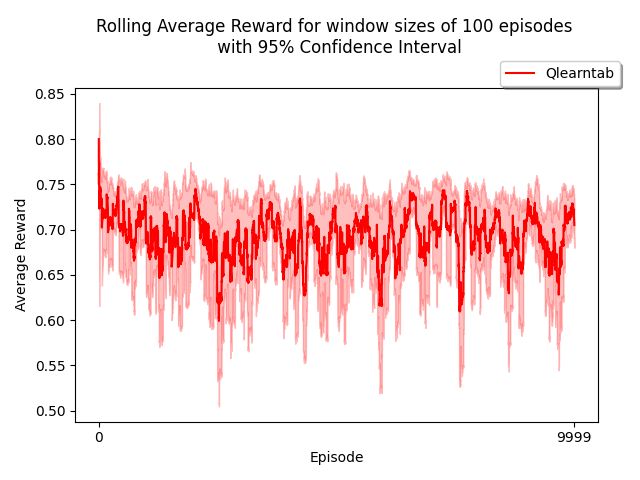 Rolling Average Reward for window sizes of 100 episodes
with 95% Confidence Interval
Qlearntab
0.85
0.80
0.75
0.70
0.65
0.60
0.55
0.50
Average Reward
0
9999
Episode